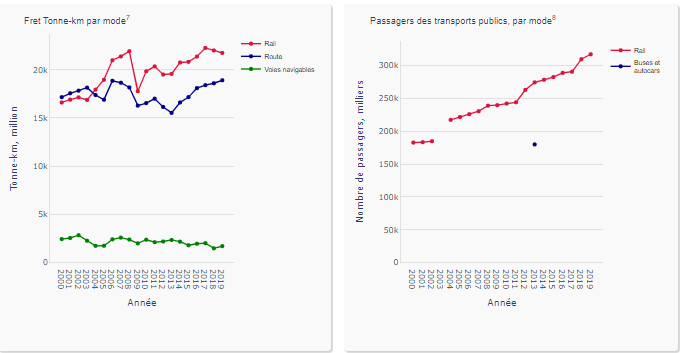 Fret Tonne-km par mode7
Rail
Route
Voies navigables
Tonne-km, million
20k
15k
10k
5k
0
2000
2001
2002
2003
2004
2005
2006
2007
2008
2009
2010
2011
2012
2013
2014
2015
2016
2017
2018
2019
Année
Passagers des transports publics, par mode8
Rail
Buses et
autocars
Nombre de passagers, milliers
300k
250k
200k
150k
100k
50k
0
2000
2001
2002
2003
2004
2005
2006
2007
2008
2009
2010
2011
2012
2013
2014
2015
2016
2017
2018
2019
Année